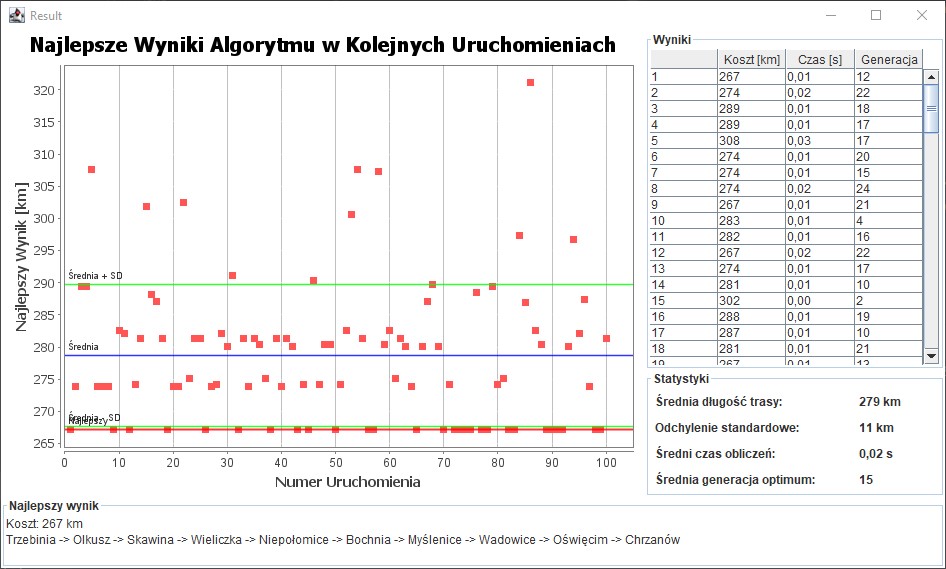 Result
Najlepsze Wyniki Algorytmu w Kolejnych Uruchomieniach
Najlepszy Wynik [km]
320
315
310
305
300
295
290
285
280
275
270
265
Średnia + SD
Średnia
Średnia - SD
Najlepszy
0 10 20 30 40 50 60 70 80 90 100
Numer Uruchomienia
Wyniki
Koszt [km] Czas [s] Generacja
1 267 0,01 12
2 274 0,02 22
3 289 0,01 18
4 289 0,01 17
5 308 0,03 17
6 274 0,01 20
7 274 0,01 15
8 274 0,02 24
9 267 0,01 21
10 283 0,01 4
11 282 0,01 16
12 267 0,02 22
13 274 0,01 17
14 281 0,01 10
15 302 0,00 2
16 288 0,01 19
17 287 0,01 10
18 281 0,01 21
19 267 0,01 13
Statystyki
Średnia długość trasy: 279 km
Odchylenie standardowe: 11 km
Średni czas obliczeń: 0,02 s
Średnia generacja optimum: 15
Najlepszy wynik
Koszt: 267 km
Trzebinia -> Olkusz -> Skawina -> Wieliczka -> Niepołomice -> Bochnia -> Myślenice -> Wadowice -> Oświęcim -> Chrzanów